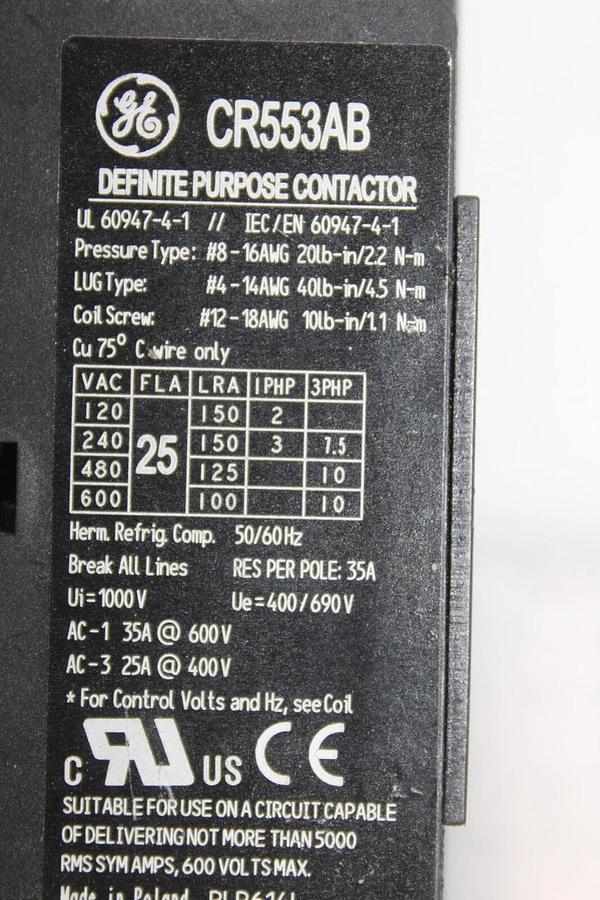 GE CR553AB
DEFINITE PURPOSE CONTACTOR
UL 60947-4-1 // IEC/EN 60947-4-1
Pressure Type: #8-16AWG 20lb-in/2.2 N-m
LUG Type: #4-14AWG 40lb-in/4.5 N-m
Coil Screw: #12-18AWG 10lb-in/1.1 N-m
Cu 75° C wire only
VAC FLA LRA 1PHP 3PHP
120 150 2
240 25 150 3 7.5
480 125 10
600 100 10
Herm. Refrig. Comp. 50/60Hz
Break All Lines RES PER POLE: 35A
Ui=1000V Ue=400/690V
AC-1 35A @ 600V
AC-3 25A @ 400V
* For Control Volts and Hz, see Coil
C RU US CE
SUITABLE FOR USE ON A CIRCUIT CAPABLE
OF DELIVERING NOT MORE THAN 5000
RMS SYM AMPS, 600 VOLTS MAX.
Made in Poland